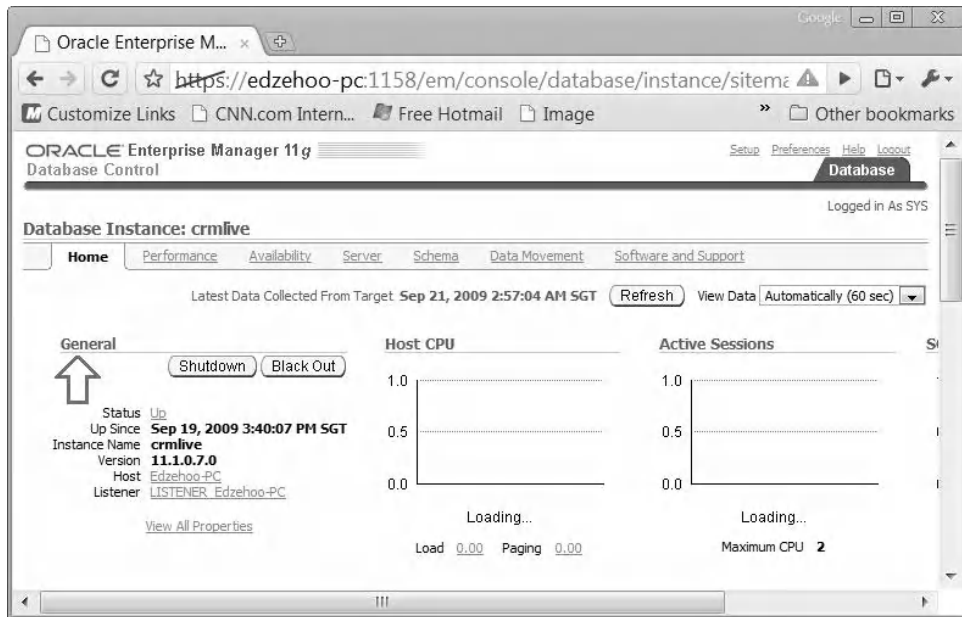 Google
Oracle Enterprise M...
https://edzehoo-pc:1158/em/console/database/instance/sitema
Customize Links CNN.com Intern... Free Hotmail Image » Other bookmarks
ORACLE Enterprise Manager 11g
Database Control
Setup Preferences Help Logout
Database
Logged in As SYS
Database Instance: crmlive
Home Performance Availability Server Schema Data Movement Software and Support
Latest Data Collected From Target Sep 21, 2009 2:57:04 AM SGT Refresh View Data Automatically (60 sec)
General
Shutdown Black Out
Status Up
Up Since Sep 19, 2009 3:40:07 PM SGT
Instance Name crmlive
Version 11.1.0.7.0
Host Edzehoo-PC
Listener LISTENER_Edzehoo-PC
View All Properties
Host CPU
1.0
0.5
0.0
Loading...
Load 0.00 Paging 0.00
Active Sessions
1.0
0.5
0.0
Loading...
Maximum CPU 2